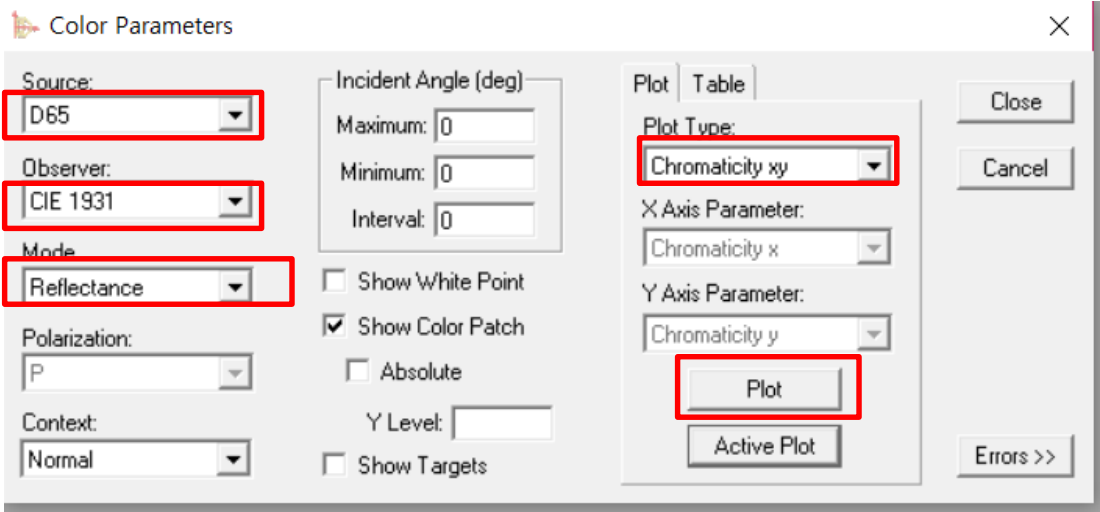 Color Parameters
Source:
D65
Observer:
CIE 1931
Mode
Reflectance
Polarization:
P
Context:
Normal
Incident Angle (deg)
Maximum: 0
Minimum: 0
Interval: 0
Show White Point
Show Color Patch
Absolute
Y Level:
Show Targets
Plot Table
Plot Type:
Chromaticity xy
X Axis Parameter:
Chromaticity x
Y Axis Parameter:
Chromaticity y
Plot
Active Plot
Close
Cancel
Errors >>